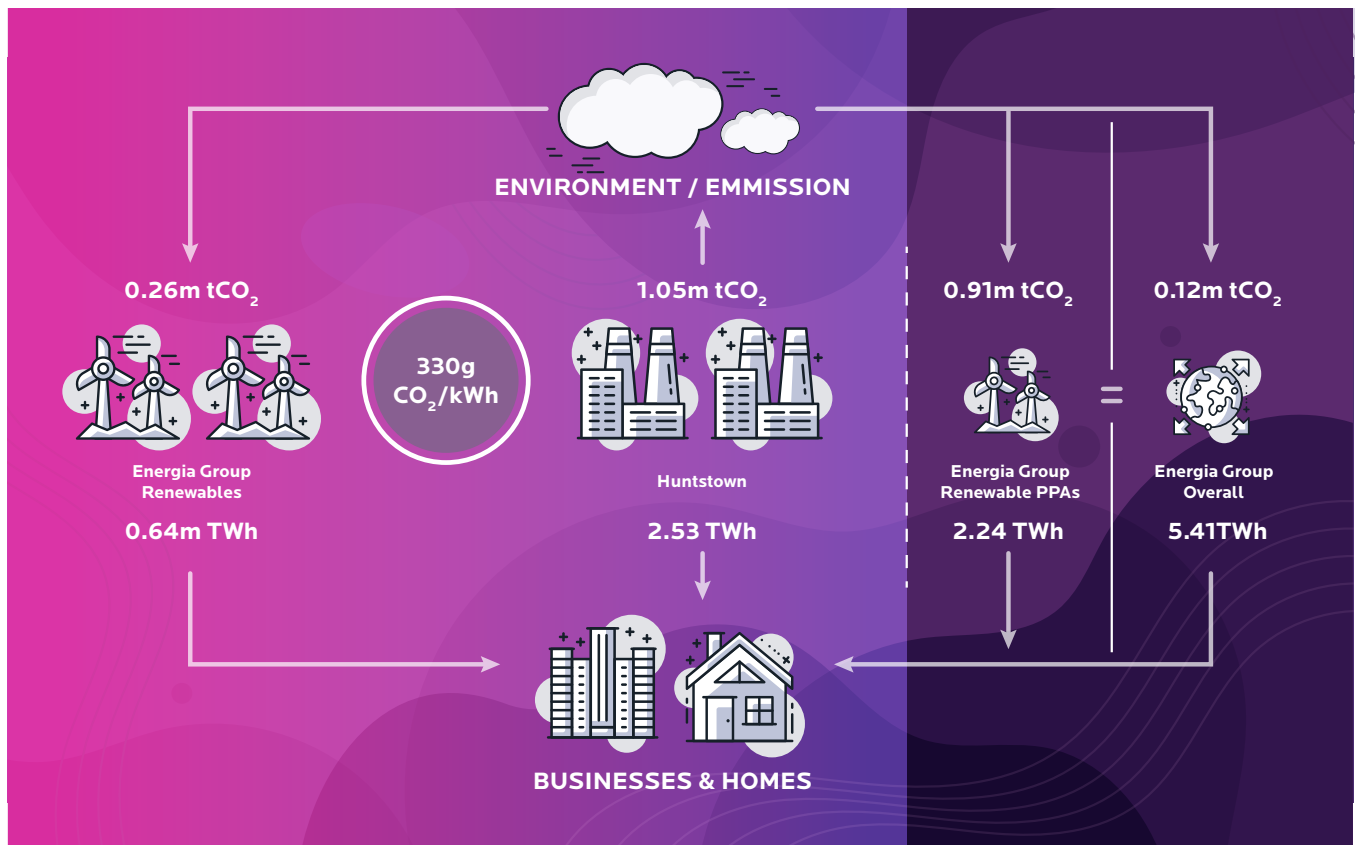 ENVIRONMENT / EMMISSION
0.26m tCO₂
1.05m tCO₂
0.91m tCO₂
0.12m tCO₂
330g
CO₂/kWh
=
Energia Group
Renewables
Huntstown
Energia Group
Renewable PPAs
Energia Group
Overall
0.64m TWh
2.53 TWh
2.24 TWh
5.41TWh
BUSINESSES & HOMES